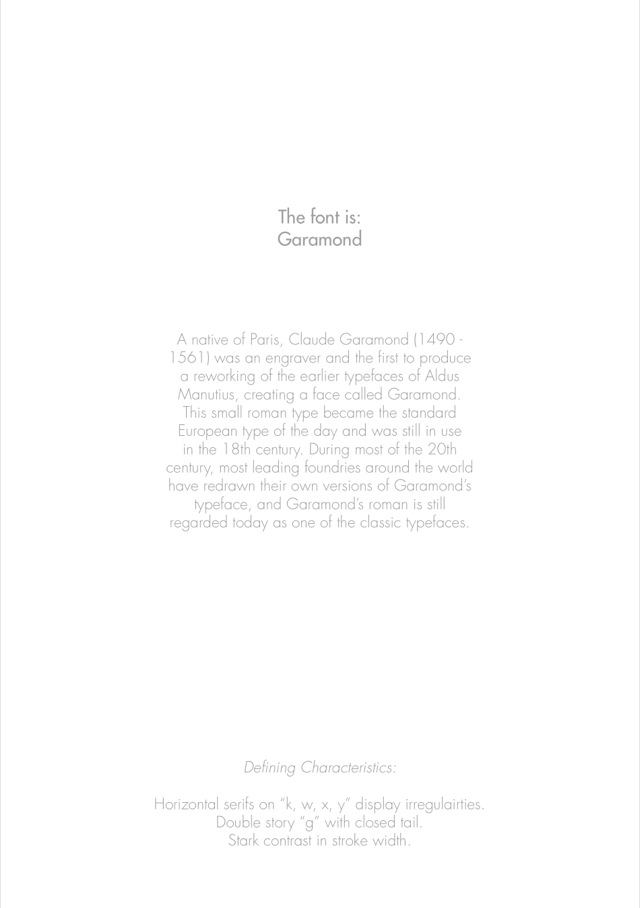 The font is:
Garamond
A native of Paris, Claude Garamond (1490 -
1561) was an engraver and the first to produce
a reworking of the earlier typefaces of Aldus
Manutius, creating a face called Garamond.
This small roman type became the standard
European type of the day and was still in use
in the 18th century. During most of the 20th
century, most leading foundries around the world
have redrawn their own versions of Garamond’s
typeface, and Garamond’s roman is still
regarded today as one of the classic typefaces.
Defining Characteristics:
Horizontal serifs on “k, w, x, y” display irregulairties.
Double story “g” with closed tail.
Stark contrast in stroke width.